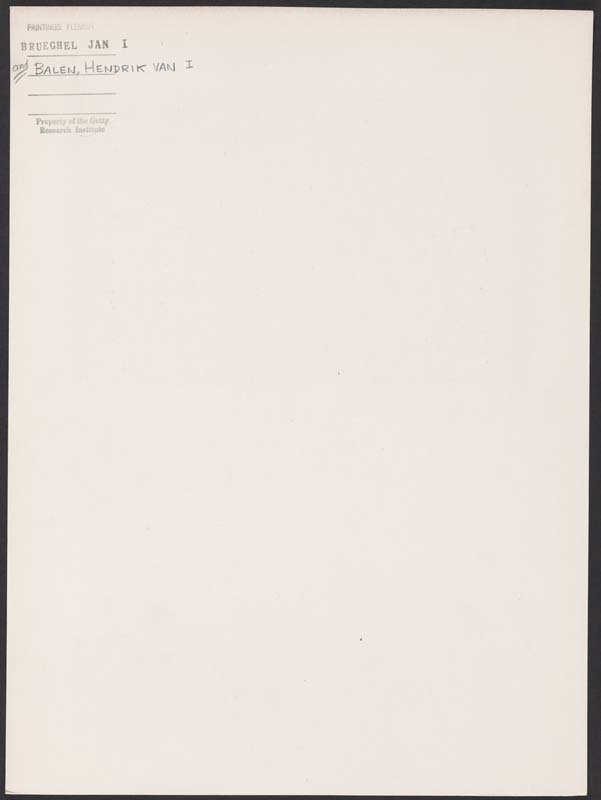 PAINTINGS: FLEMISH
BRUEGHEL JAN I
and BALEN, HENDRIK VAN I
Property of the Getty
Research Institute